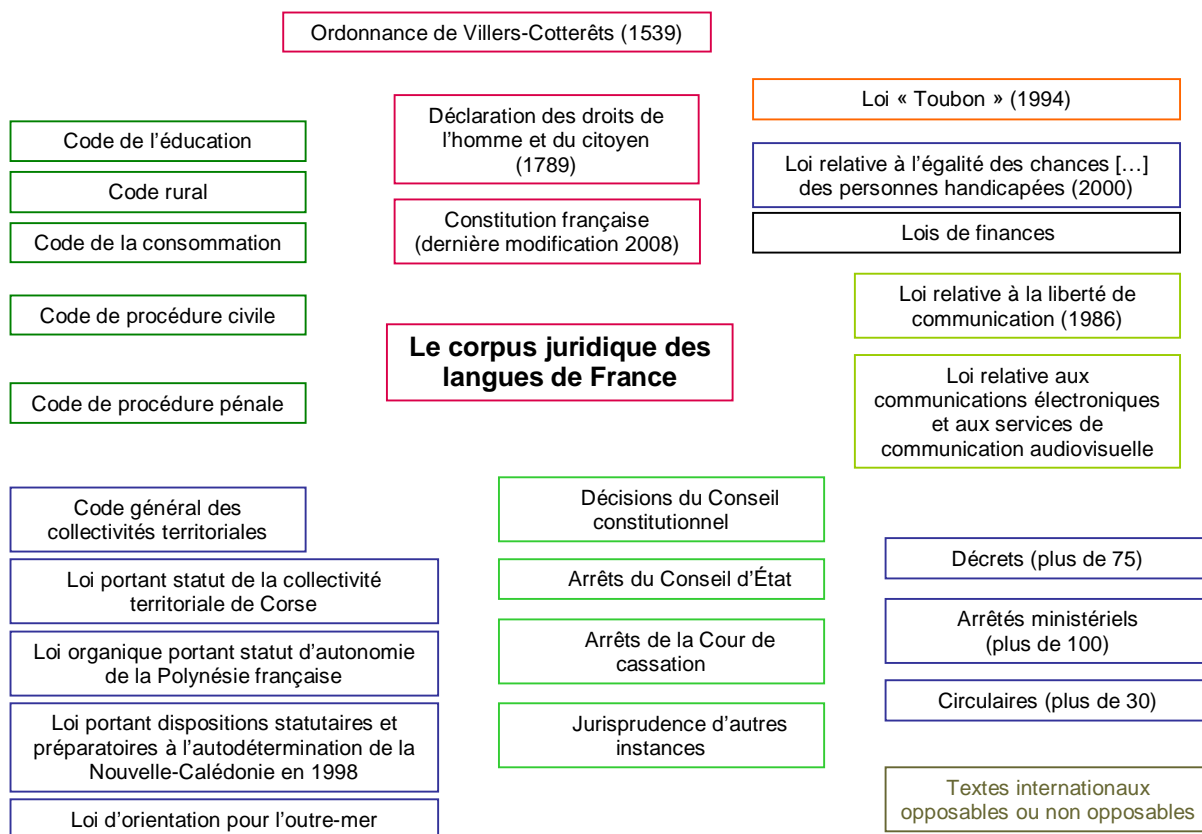 Ordonnance de Villers-Cotterêts (1539)
Code de l’éducation
Code rural
Code de la consommation
Code de procédure civile
Code de procédure pénale
Déclaration des droits de
l’homme et du citoyen
(1789)
Constitution française
(dernière modification 2008)
Le corpus juridique des
langues de France
Loi « Toubon » (1994)
Loi relative à l’égalité des chances […]
des personnes handicapées (2000)
Lois de finances
Loi relative à la liberté de
communication (1986)
Loi relative aux
communications électroniques
et aux services de
communication audiovisuelle
Code général des
collectivités territoriales
Loi portant statut de la collectivité
territoriale de Corse
Loi organique portant statut d’autonomie
de la Polynésie française
Loi portant dispositions statutaires et
préparatoires à l’autodétermination de la
Nouvelle-Calédonie en 1998
Loi d’orientation pour l’outre-mer
Décisions du Conseil
constitutionnel
Arrêts du Conseil d’État
Arrêts de la Cour de
cassation
Jurisprudence d’autres
instances
Décrets (plus de 75)
Arrêtés ministériels
(plus de 100)
Circulaires (plus de 30)
Textes internationaux
opposables ou non opposables